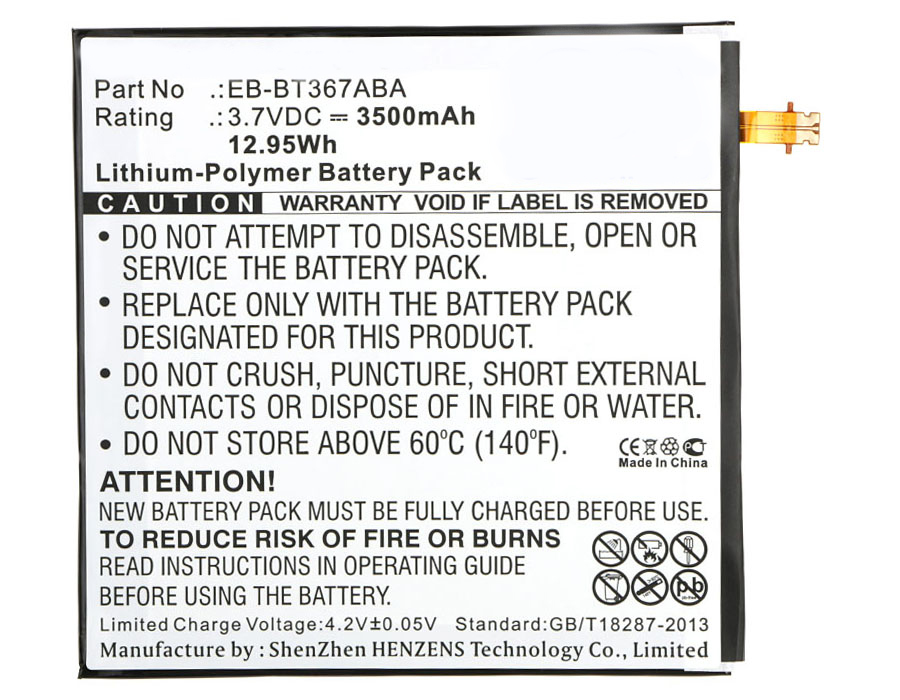 Part No .:EB-BT367ABA
Rating .:3.7VDC ⎓ 3500mAh
12.95Wh
Lithium-Polymer Battery Pack
CAUTION WARRANTY VOID IF LABEL IS REMOVED
• DO NOT ATTEMPT TO DISASSEMBLE, OPEN OR
SERVICE THE BATTERY PACK.
• REPLACE ONLY WITH THE BATTERY PACK
DESIGNATED FOR THIS PRODUCT.
• DO NOT CRUSH, PUNCTURE, SHORT EXTERNAL
CONTACTS OR DISPOSE OF IN FIRE OR WATER.
• DO NOT STORE ABOVE 60°C (140°F).
CE PCT
Made In China
ATTENTION!
NEW BATTERY PACK MUST BE FULLY CHARGED BEFORE USE.
TO REDUCE RISK OF FIRE OR BURNS
READ INSTRUCTIONS IN OPERATING GUIDE
BEFORE USING THE BATTERY.
pb
Limited Charge Voltage:4.2V±0.05V Standard:GB/T18287-2013
Manufacture by : ShenZhen HENZENS Technology Co., Limited